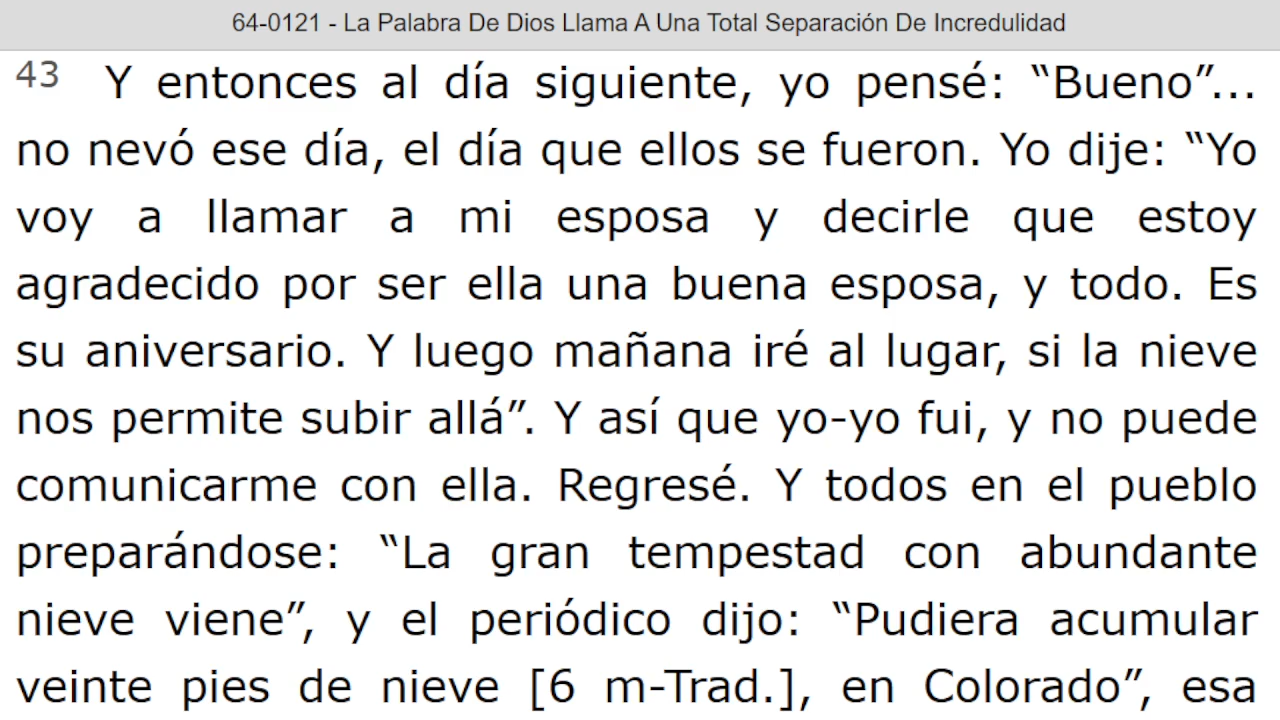 64-0121 - La Palabra De Dios Llama A Una Total Separación De Incredulidad
43 Y entonces al día siguiente, yo pensé: “Bueno”...
no nevó ese día, el día que ellos se fueron. Yo dije: “Yo
voy a llamar a mi esposa y decirle que estoy
agradecido por ser ella una buena esposa, y todo. Es
su aniversario. Y luego mañana iré al lugar, si la nieve
nos permite subir allá”. Y así que yo-yo fui, y no puede
comunicarme con ella. Regresé. Y todos en el pueblo
preparándose: “La gran tempestad con abundante
nieve viene”, y el periódico dijo: “Pudiera acumular
veinte pies de nieve [6 m-Trad.], en Colorado”, esa